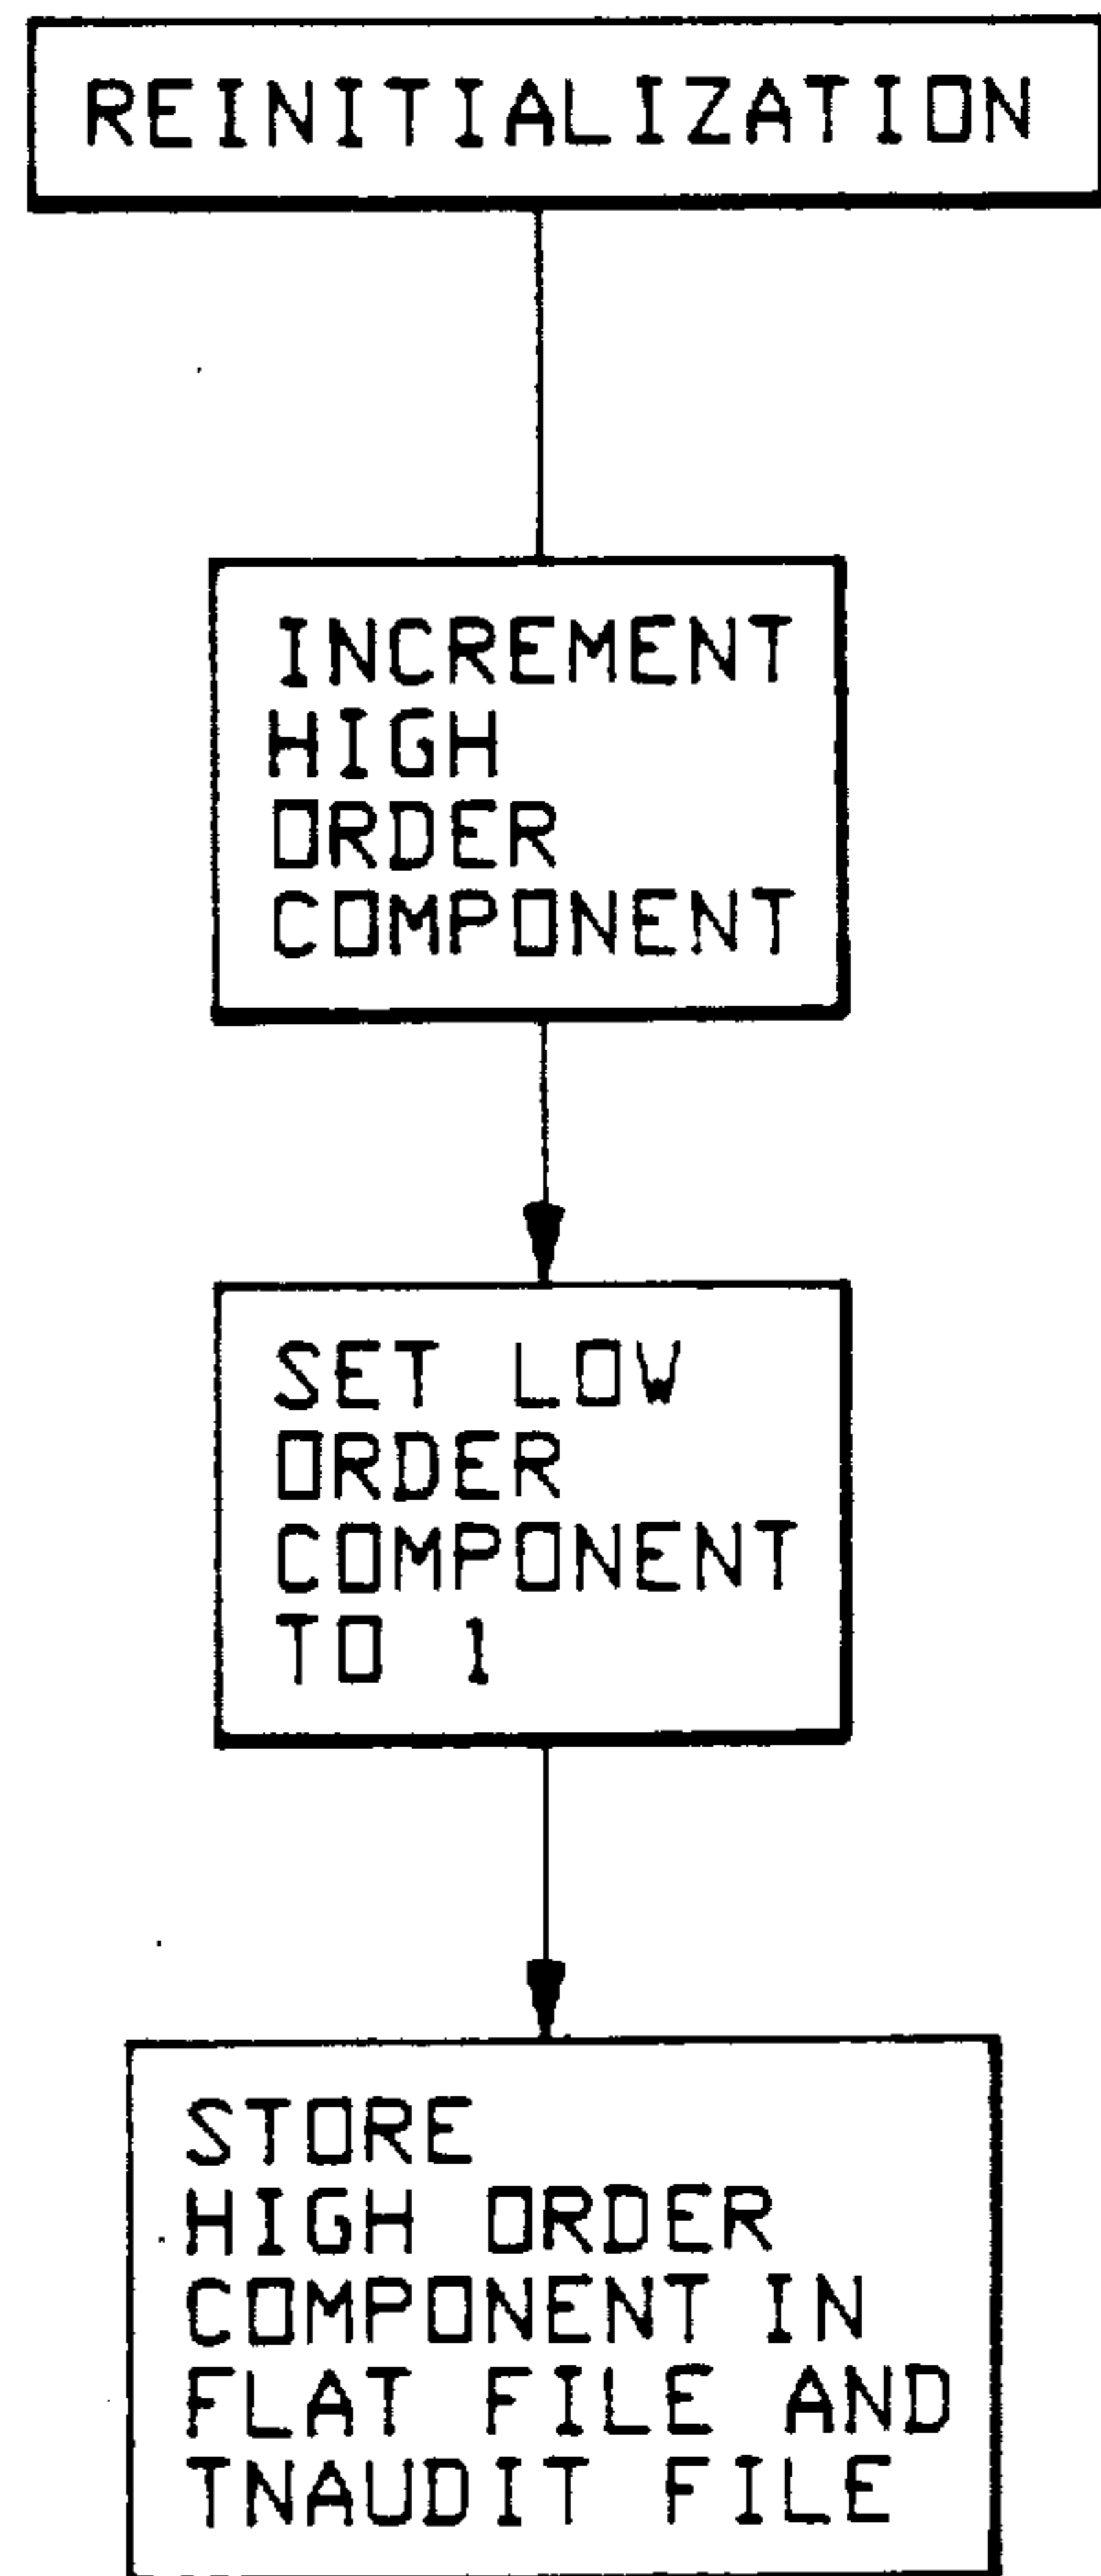 REINITIALIZATION
INCREMENT
HIGH
ORDER
COMPONENT
SET LOW
ORDER
COMPONENT
TO 1
STORE
HIGH ORDER
COMPONENT IN
FLAT FILE AND
TNAUDIT FILE